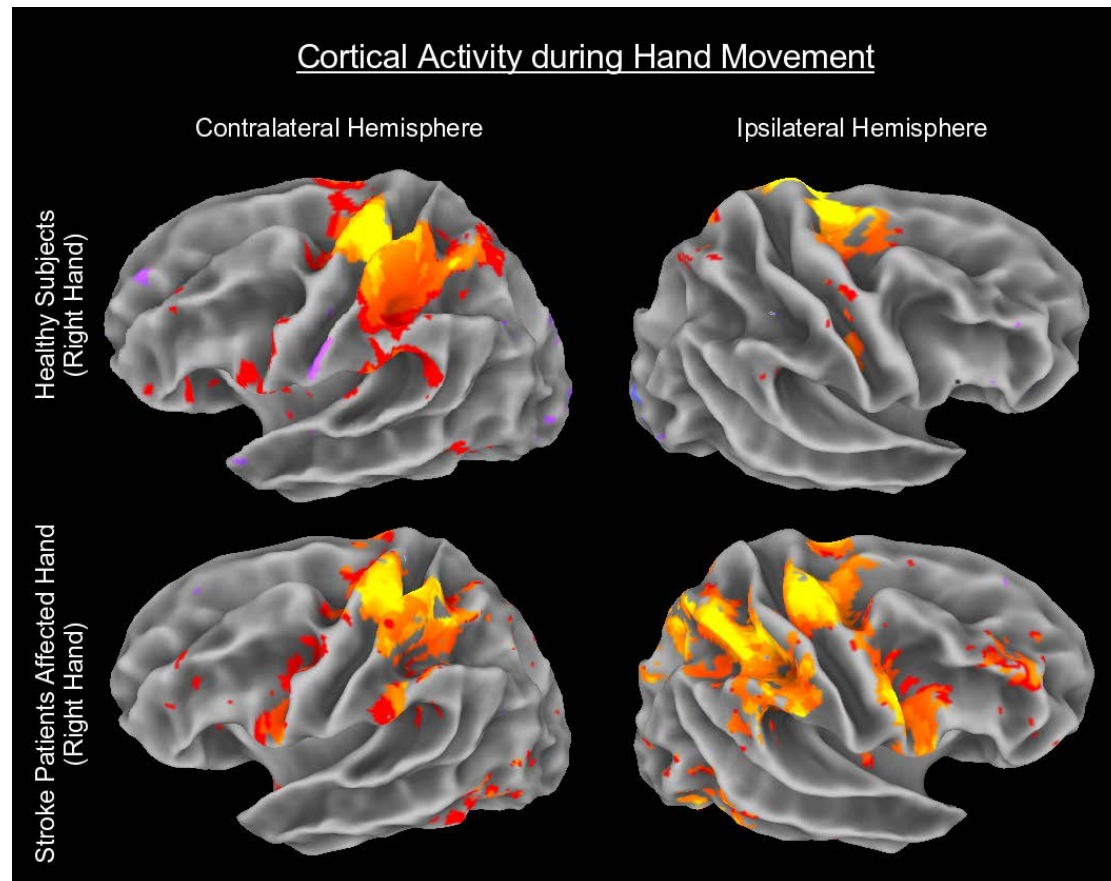 Cortical Activity during Hand Movement
Contralateral Hemisphere
Ipsilateral Hemisphere
Healthy Subjects
(Right Hand)
Stroke Patients Affected Hand
(Right Hand)